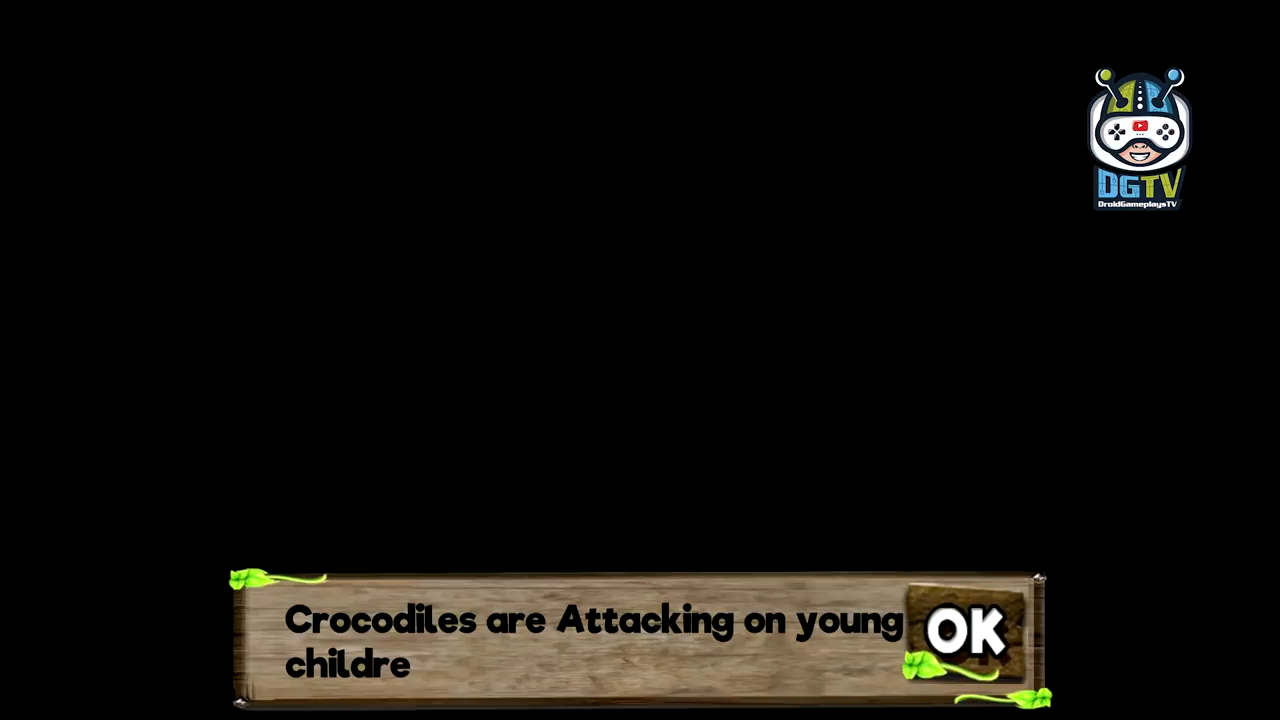 DGTV
DroidGameplaysTV
Crocodiles are Attacking on young
childre
OK